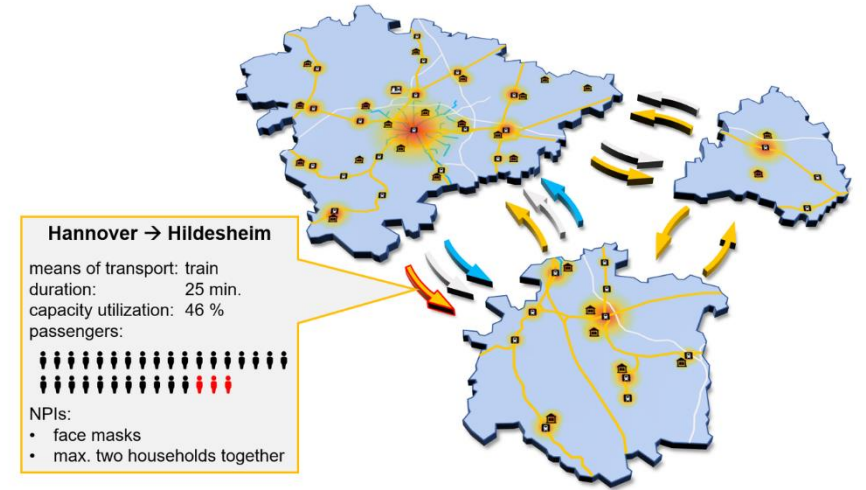 Hannover → Hildesheim
means of transport: train
duration: 25 min.
capacity utilization: 46 %
passengers:
NPIs:
• face masks
• max. two households together